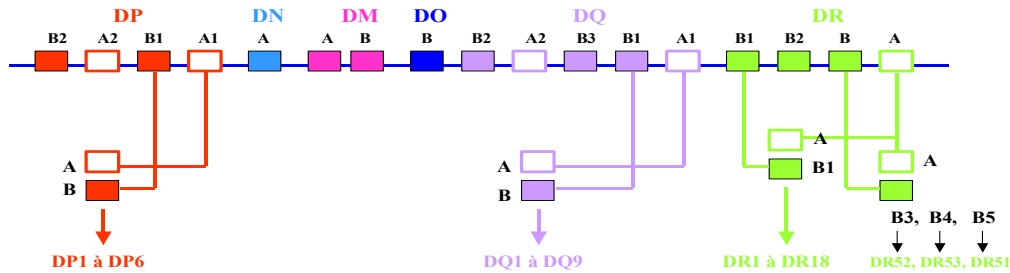 DP DN DM DO DQ DR
B2 A2 B1 A1 A A B B B2 A2 B3 B1 A1 B1 B2 B A
A A
A A A
B B1
B
B3, B4, B5
DP1 à DP6 DQ1 à DQ9 DR1 à DR18 DR52, DR53, DR51